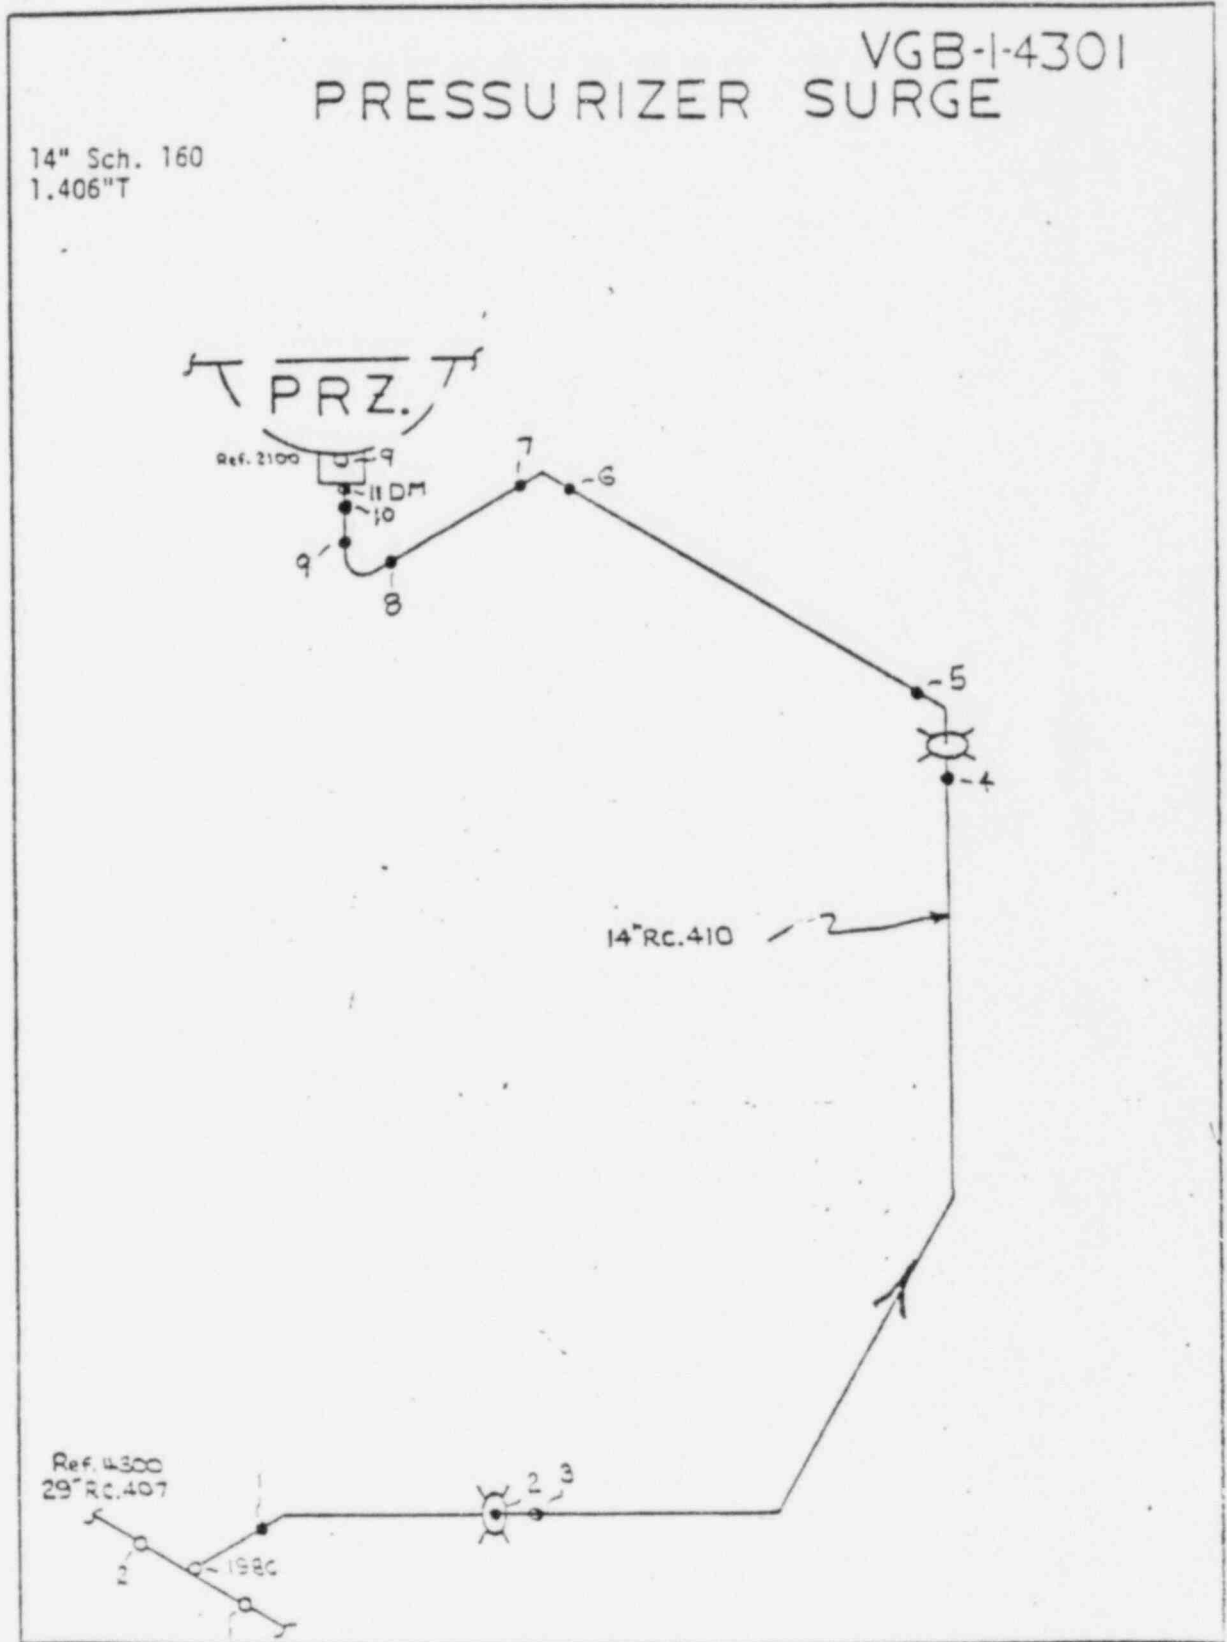 VGB-1-4301
PRESSURIZER SURGE
14" Sch. 160
1.406"T
PRZ.
Ref. 2100
9
11 DM
10
9
8
7
6
5
4
14"RC.410
Ref. 4300
29"RC.407
1
2
3
2